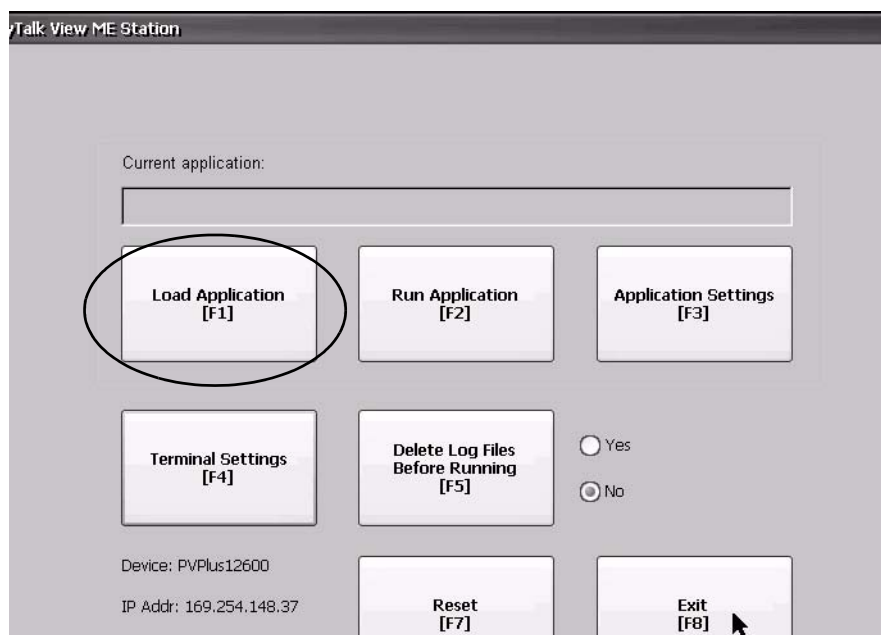 yTalk View ME Station
Current application:
Load Application
[F1]
Run Application
[F2]
Application Settings
[F3]
Terminal Settings
[F4]
Delete Log Files
Before Running
[F5]
Yes
No
Device: PVPlus12600
IP Addr: 169.254.148.37
Reset
[F7]
Exit
[F8]